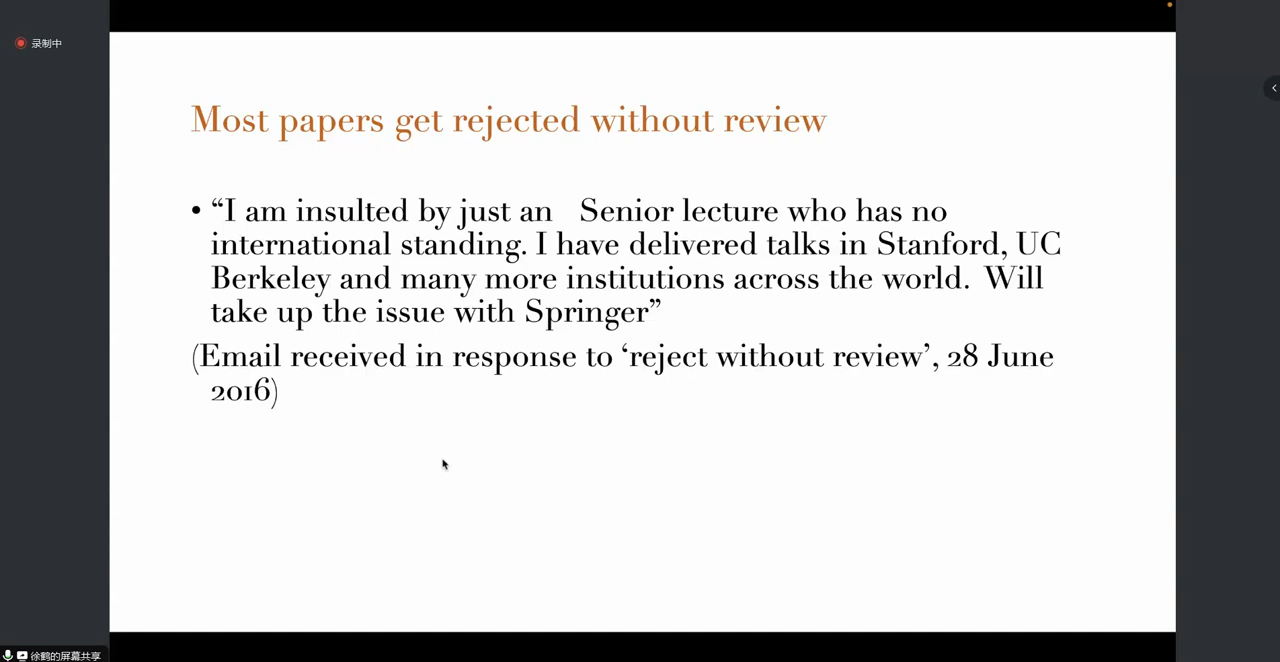 录制中
Most papers get rejected without review
• “I am insulted by just an Senior lecture who has no
international standing. I have delivered talks in Stanford, UC
Berkeley and many more institutions across the world. Will
take up the issue with Springer”
(Email received in response to ‘reject without review’, 28 June
2016)
徐鹤的屏幕共享